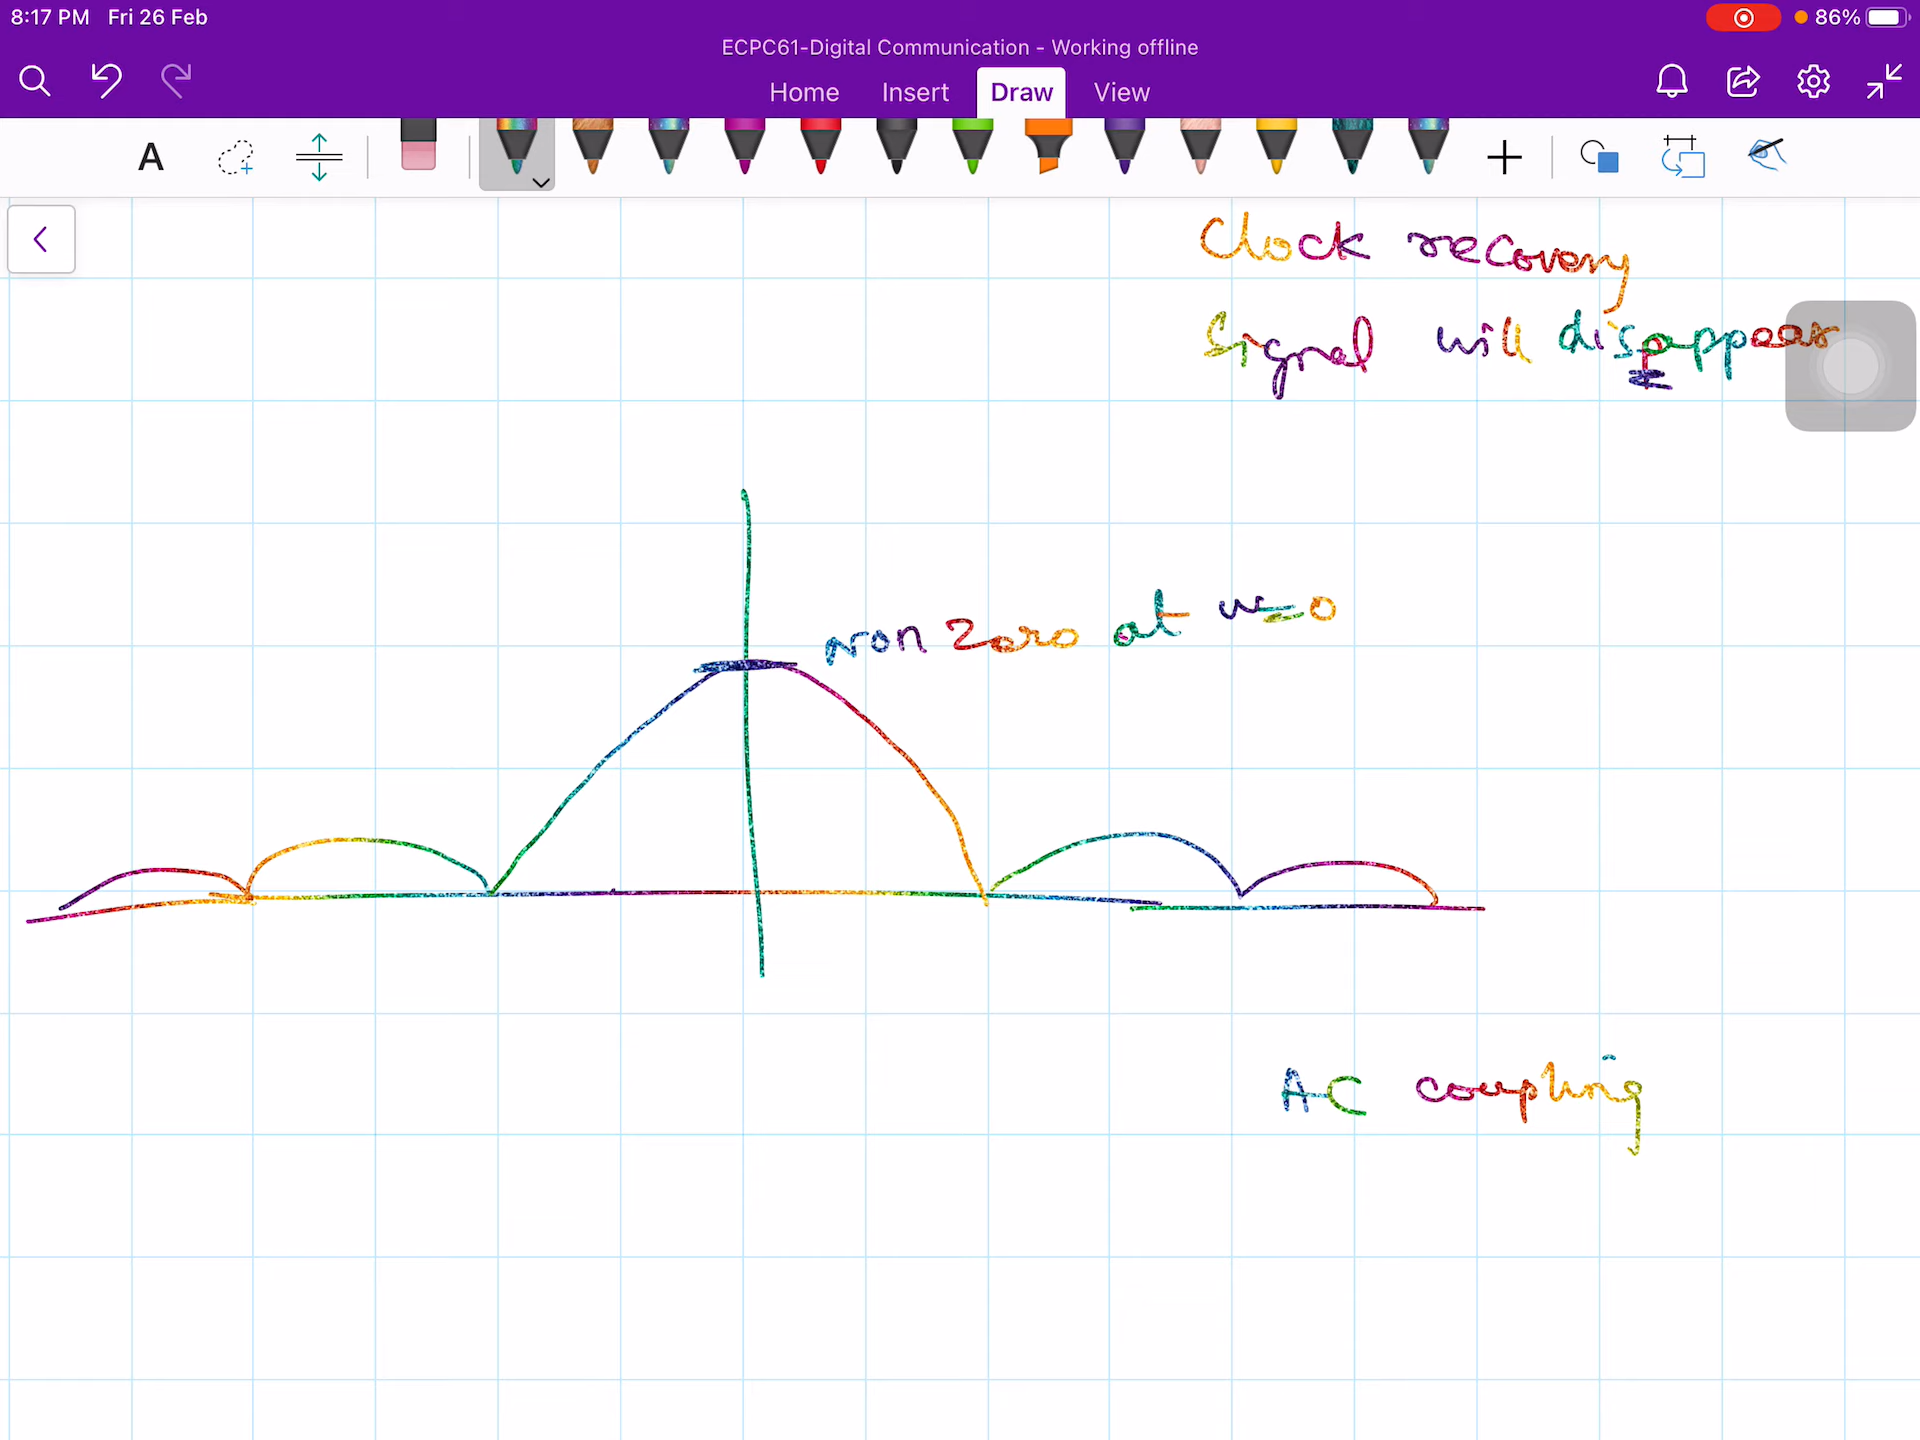 8:17 PM Fri 26 Feb
86%
ECPC61-Digital Communication - Working offline
Home Insert Draw View
A
Clock recovery
Signal will disappear
non zero at w=0
AC coupling